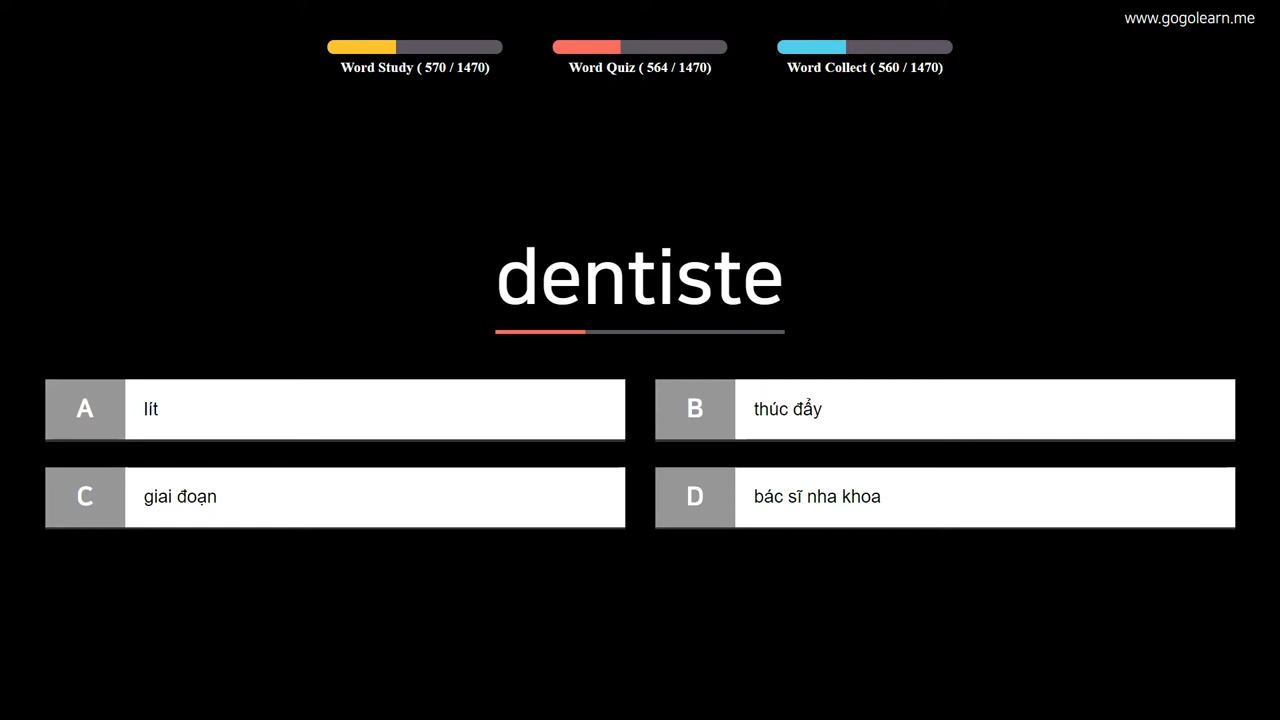 www.gogolearn.me
Word Study ( 570 / 1470)
Word Quiz ( 564 / 1470)
Word Collect ( 560 / 1470)
dentiste
A lít
B thúc đẩy
C giai đoạn
D bác sĩ nha khoa